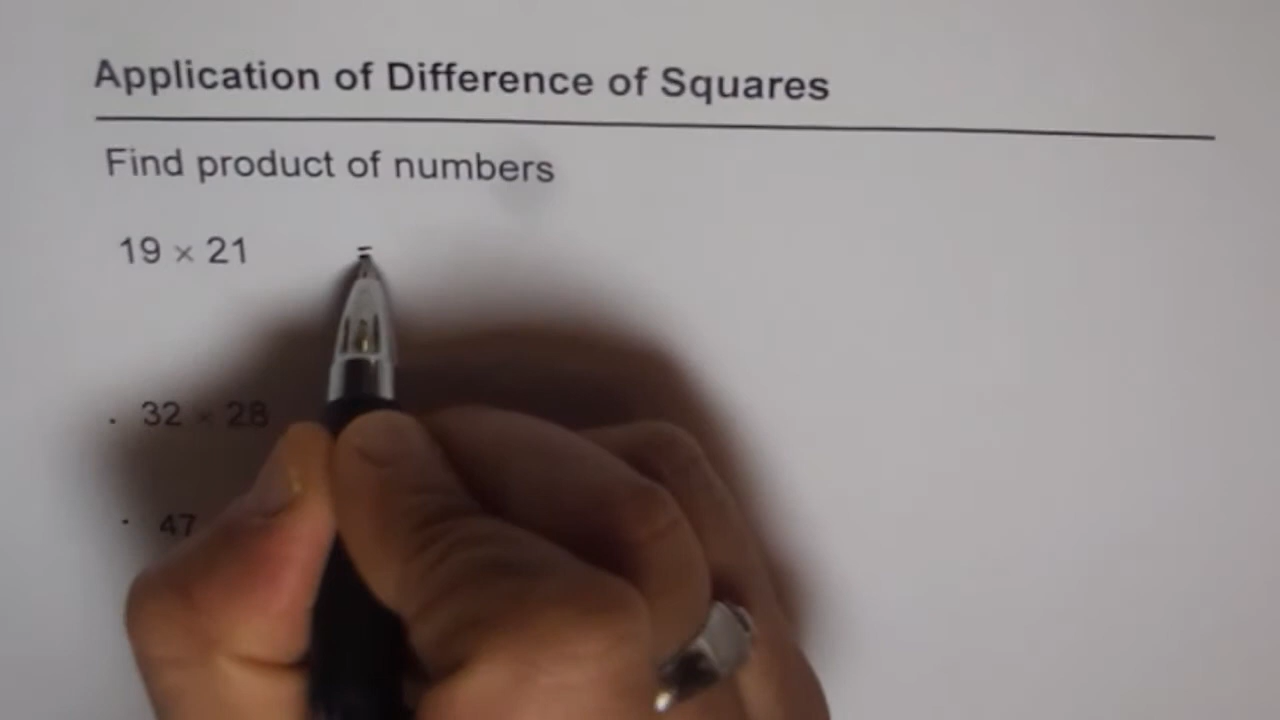 Application of Difference of Squares
Find product of numbers
19 × 21 =
. 32 × 28
. 47